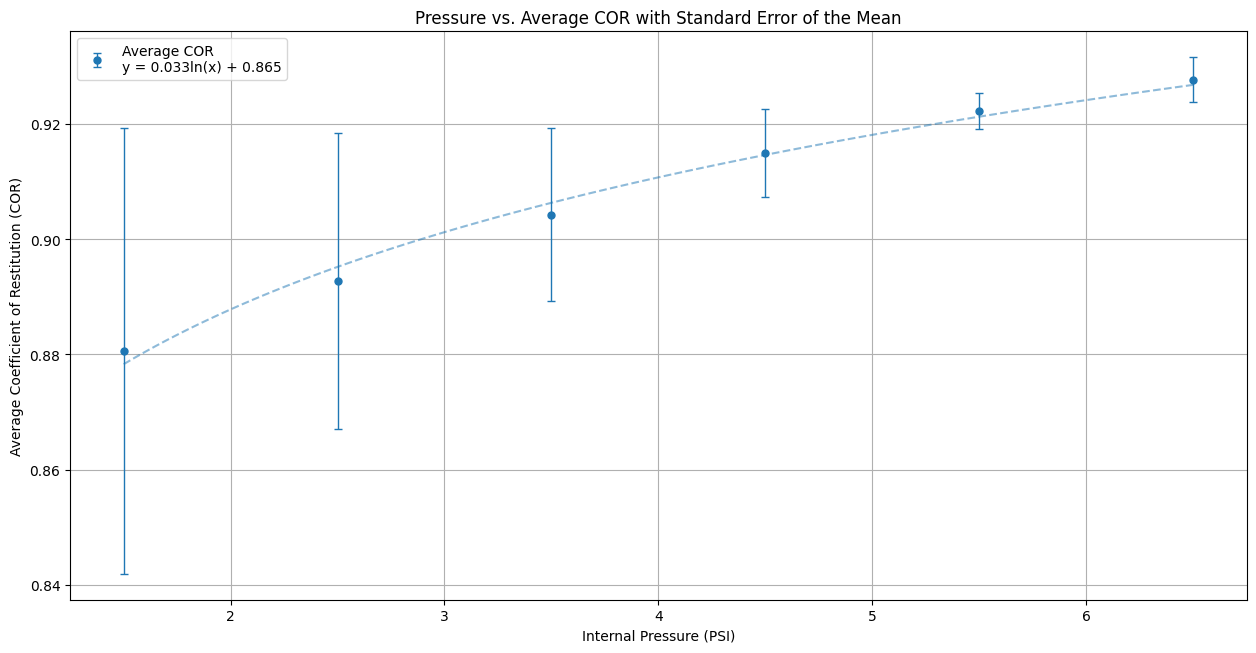 Pressure vs. Average COR with Standard Error of the Mean
Average COR
y = 0.033ln(x) + 0.865
0.92
0.90
0.88
0.86
0.84
Average Coefficient of Restitution (COR)
2
3
4
5
6
Internal Pressure (PSI)